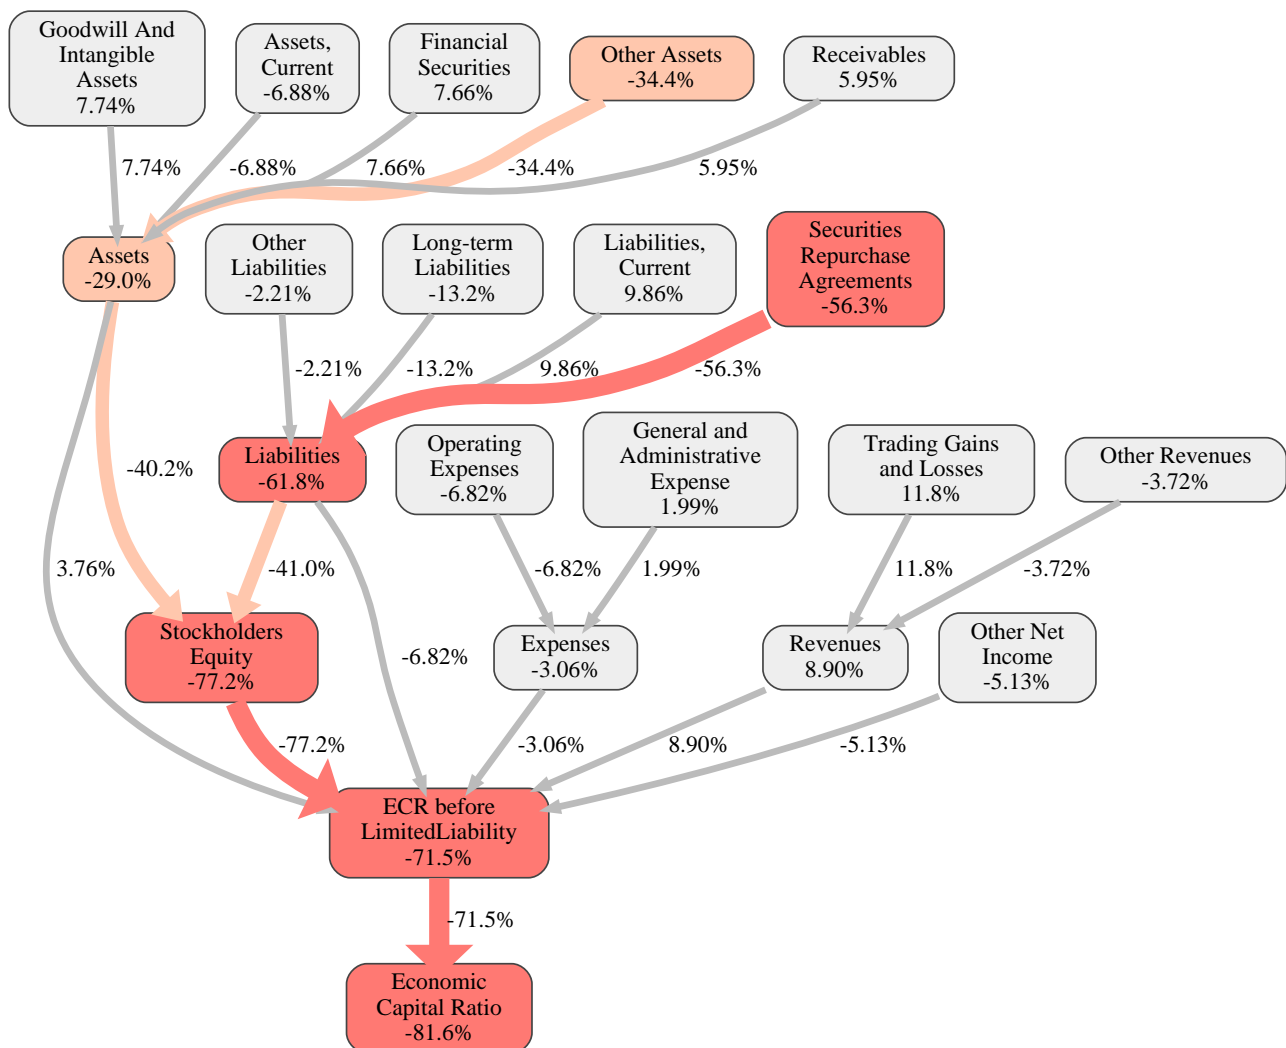 Goodwill And
Intangible
Assets
7.74%
Assets,
Current
-6.88%
Financial
Securities
7.66%
Other Assets
-34.4%
Receivables
5.95%
7.74%
-6.88%
7.66%
-34.4%
5.95%
Assets
-29.0%
Other
Liabilities
-2.21%
Long-term
Liabilities
-13.2%
Liabilities,
Current
9.86%
Securities
Repurchase
Agreements
-56.3%
-2.21%
-13.2%
9.86%
-56.3%
Liabilities
-61.8%
Operating
Expenses
-6.82%
General and
Administrative
Expense
1.99%
Trading Gains
and Losses
11.8%
Other Revenues
-3.72%
-40.2%
3.76%
-41.0%
-6.82%
1.99%
11.8%
-3.72%
Stockholders
Equity
-77.2%
-6.82%
Expenses
-3.06%
Revenues
8.90%
Other Net
Income
-5.13%
-77.2%
-3.06%
8.90%
-5.13%
ECR before
LimitedLiability
-71.5%
-71.5%
Economic
Capital Ratio
-81.6%